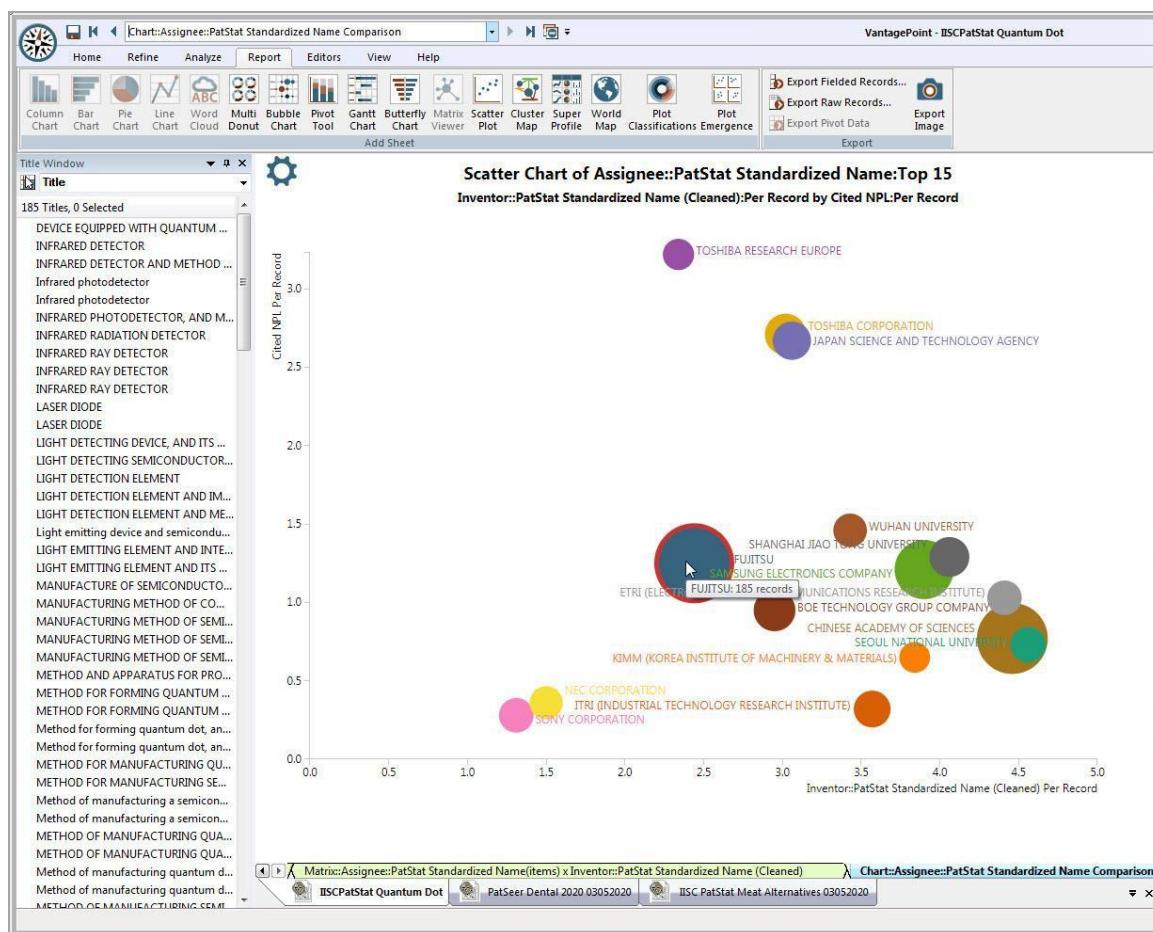 Chart::Assignee::PatStat Standardized Name Comparison
VantagePoint - IISCPatStat Quantum Dot
Home Refine Analyze Report Editors View Help
Column Chart
Bar Chart
Pie Chart
Line Chart
ABC
Word Cloud
Multi Donut
Bubble Chart
Pivot Tool
Gantt Chart
Butterfly Chart
Matrix Viewer
Scatter Plot
Cluster Map
Super Profile
World Map
Plot Classifications
Plot Emergence
Add Sheet
Export Fielded Records...
Export Raw Records...
Export Pivot Data
Export Image
Export
Title Window
Title
185 Titles, 0 Selected
DEVICE EQUIPPED WITH QUANTUM ...
INFRARED DETECTOR
INFRARED DETECTOR AND METHOD ...
Infrared photodetector
Infrared photodetector
INFRARED PHOTODETECTOR, AND M...
INFRARED RADIATION DETECTOR
INFRARED RAY DETECTOR
INFRARED RAY DETECTOR
INFRARED RAY DETECTOR
LASER DIODE
LASER DIODE
LIGHT DETECTING DEVICE, AND ITS ...
LIGHT DETECTING SEMICONDUCTOR...
LIGHT DETECTION ELEMENT
LIGHT DETECTION ELEMENT AND IM...
LIGHT DETECTION ELEMENT AND ME...
Light emitting device and semicondu...
LIGHT EMITTING ELEMENT AND INTE...
LIGHT EMITTING ELEMENT AND ITS ...
MANUFACTURE OF SEMICONDUCTO...
MANUFACTURING METHOD OF CO...
MANUFACTURING METHOD OF SEMI...
MANUFACTURING METHOD OF SEMI...
MANUFACTURING METHOD OF SEMI...
METHOD AND APPARATUS FOR PRO...
METHOD FOR FORMING QUANTUM ...
METHOD FOR FORMING QUANTUM ...
Method for forming quantum dot, an...
Method for forming quantum dot, an...
METHOD FOR MANUFACTURING QU...
METHOD FOR MANUFACTURING SE...
Method of manufacturing a semicon...
Method of manufacturing a semicon...
METHOD OF MANUFACTURING QUA...
METHOD OF MANUFACTURING QUA...
Method of manufacturing quantum d...
Method of manufacturing quantum d...
METHOD OF MANUFACTURING SEMI...
Scatter Chart of Assignee::PatStat Standardized Name:Top 15
Inventor::PatStat Standardized Name (Cleaned):Per Record by Cited NPL:Per Record
Cited NPL Per Record
3.0
2.5
2.0
1.5
1.0
0.5
0.0
TOSHIBA RESEARCH EUROPE
TOSHIBA CORPORATION
JAPAN SCIENCE AND TECHNOLOGY AGENCY
WUHAN UNIVERSITY
SHANGHAI JIAO TONG UNIVERSITY
FUJITSU
SAMSUNG ELECTRONICS COMPANY
FUJITSU: 185 records
ETRI (ELECTR MUNICATIONS RESEARCH INSTITUTE)
BOE TECHNOLOGY GROUP COMPANY
CHINESE ACADEMY OF SCIENCES
SEOUL NATIONAL UNIVERSITY
KIMM (KOREA INSTITUTE OF MACHINERY & MATERIALS)
NEC CORPORATION
ITRI (INDUSTRIAL TECHNOLOGY RESEARCH INSTITUTE)
SONY CORPORATION
0.0 0.5 1.0 1.5 2.0 2.5 3.0 3.5 4.0 4.5 5.0
Inventor::PatStat Standardized Name (Cleaned) Per Record
Matrix::Assignee::PatStat Standardized Name(items) x Inventor::PatStat Standardized Name (Cleaned)
Chart::Assignee::PatStat Standardized Name Comparison
IISCPatStat Quantum Dot
PatSeer Dental 2020 03052020
IISC PatStat Meat Alternatives 03052020